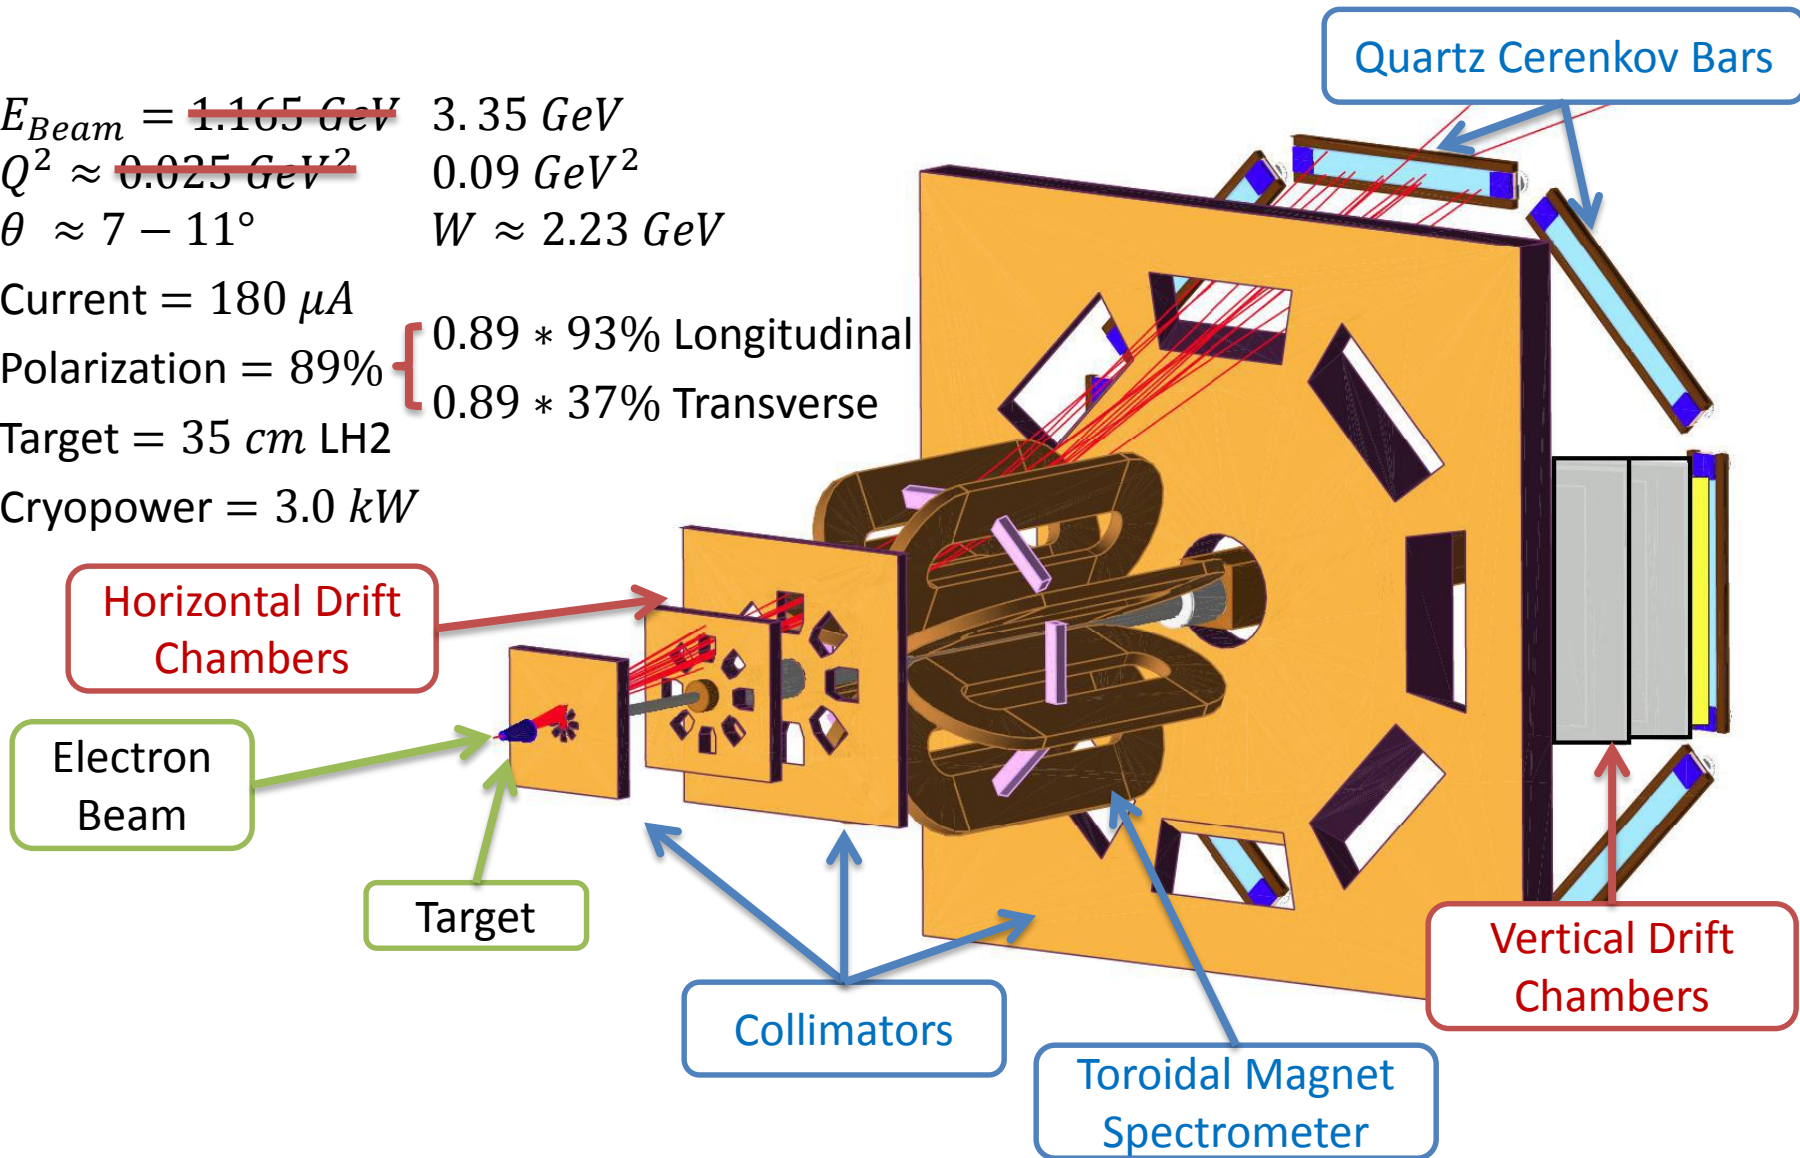 Quartz Cerenkov Bars
E_Beam = 1.165 GeV 3.35 GeV
Q² ≈ 0.025 GeV² 0.09 GeV²
θ ≈ 7 − 11° W ≈ 2.23 GeV
Current = 180 μA
0.89 ∗ 93% Longitudinal
Polarization = 89%
0.89 ∗ 37% Transverse
Target = 35 cm LH2
Cryopower = 3.0 kW
Horizontal Drift
Chambers
Electron
Beam
Target
Collimators
Vertical Drift
Chambers
Toroidal Magnet
Spectrometer